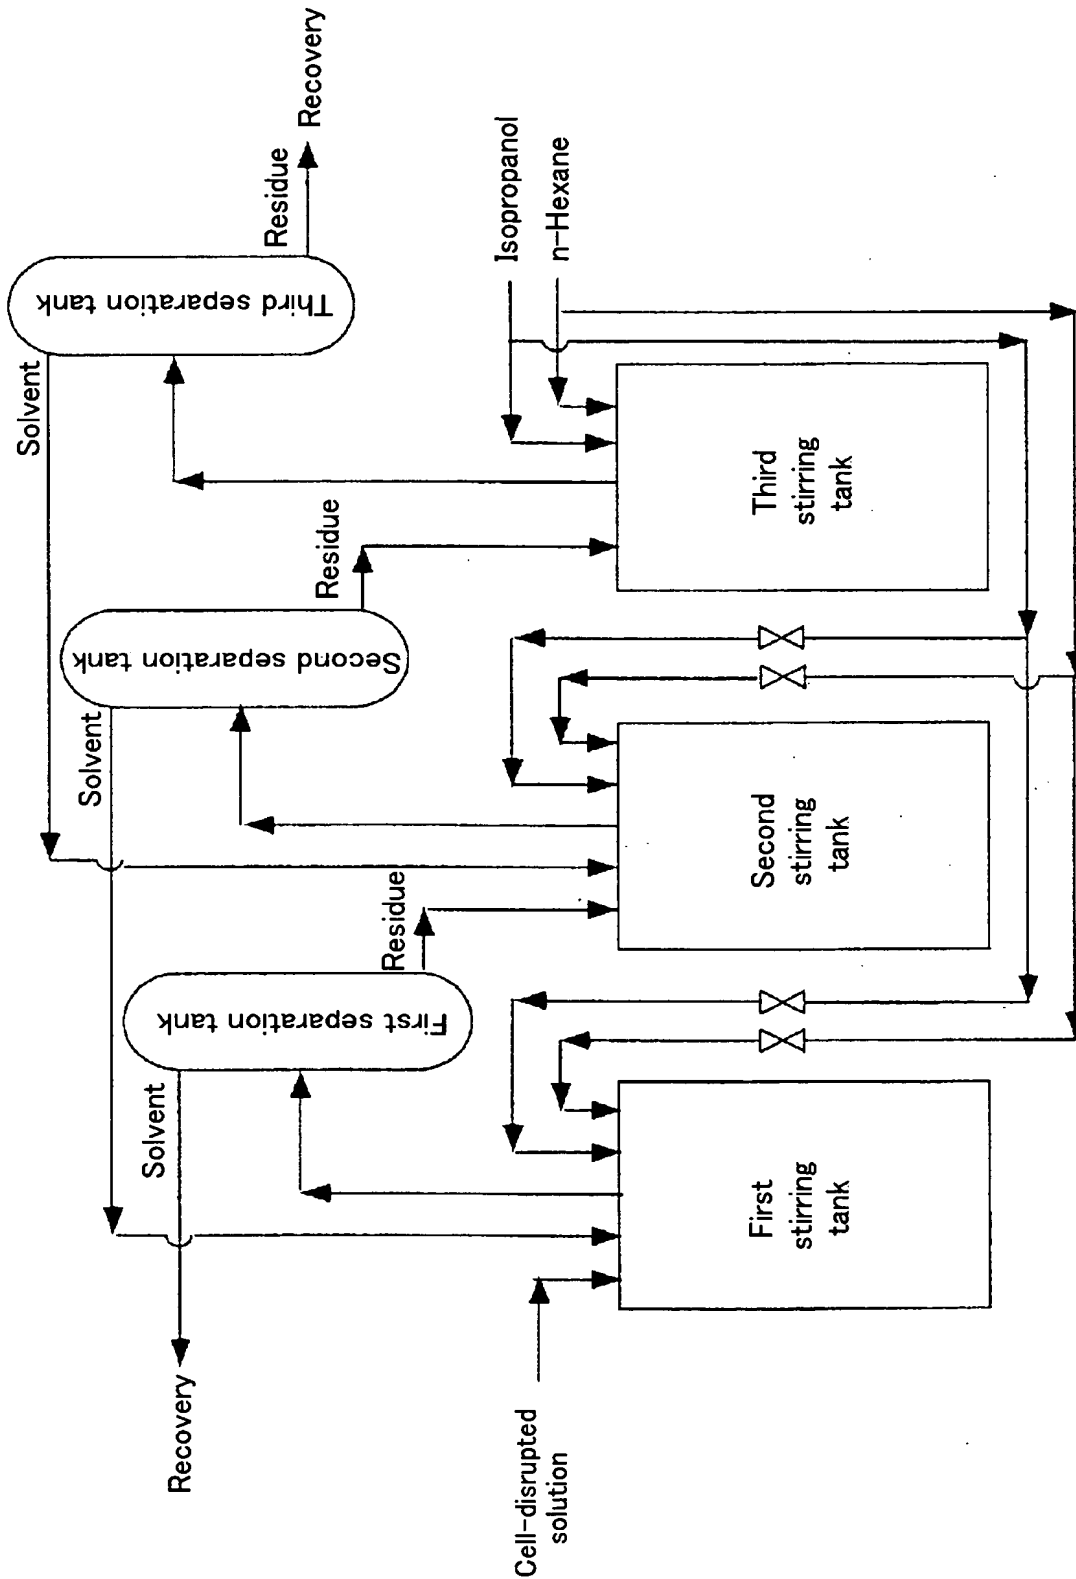 Recovery
Solvent
First separation tank
Residue
Solvent
Second separation tank
Residue
Solvent
Third separation tank
Residue
Recovery
Cell-disrupted
solution
First
stirring
tank
Second
stirring
tank
Third
stirring
tank
Isopropanol
n-Hexane